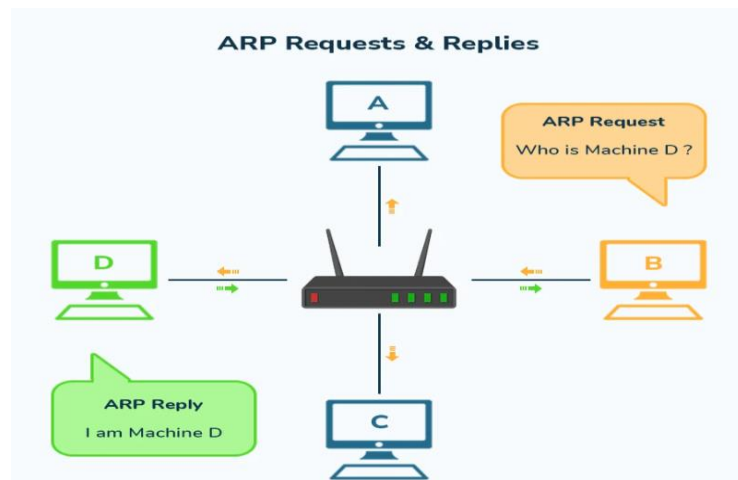 ARP Requests & Replies
A
ARP Request
Who is Machine D ?
D
B
ARP Reply
I am Machine D
C